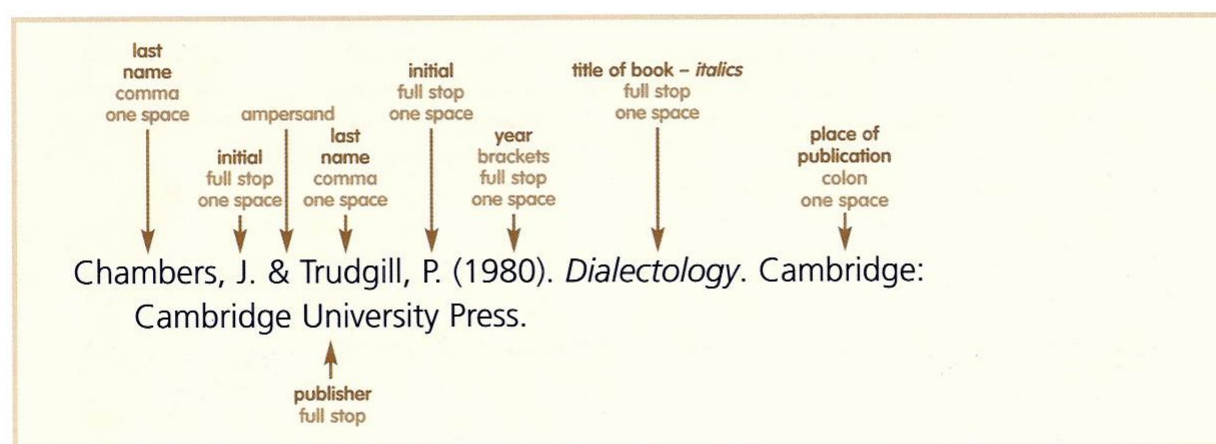 last
name
comma
one space
ampersand
initial
full stop
one space
last
name
comma
one space
initial
full stop
one space
year
brackets
full stop
one space
title of book – italics
full stop
one space
place of
publication
colon
one space
Chambers, J. & Trudgill, P. (1980). Dialectology. Cambridge:
Cambridge University Press.
publisher
full stop